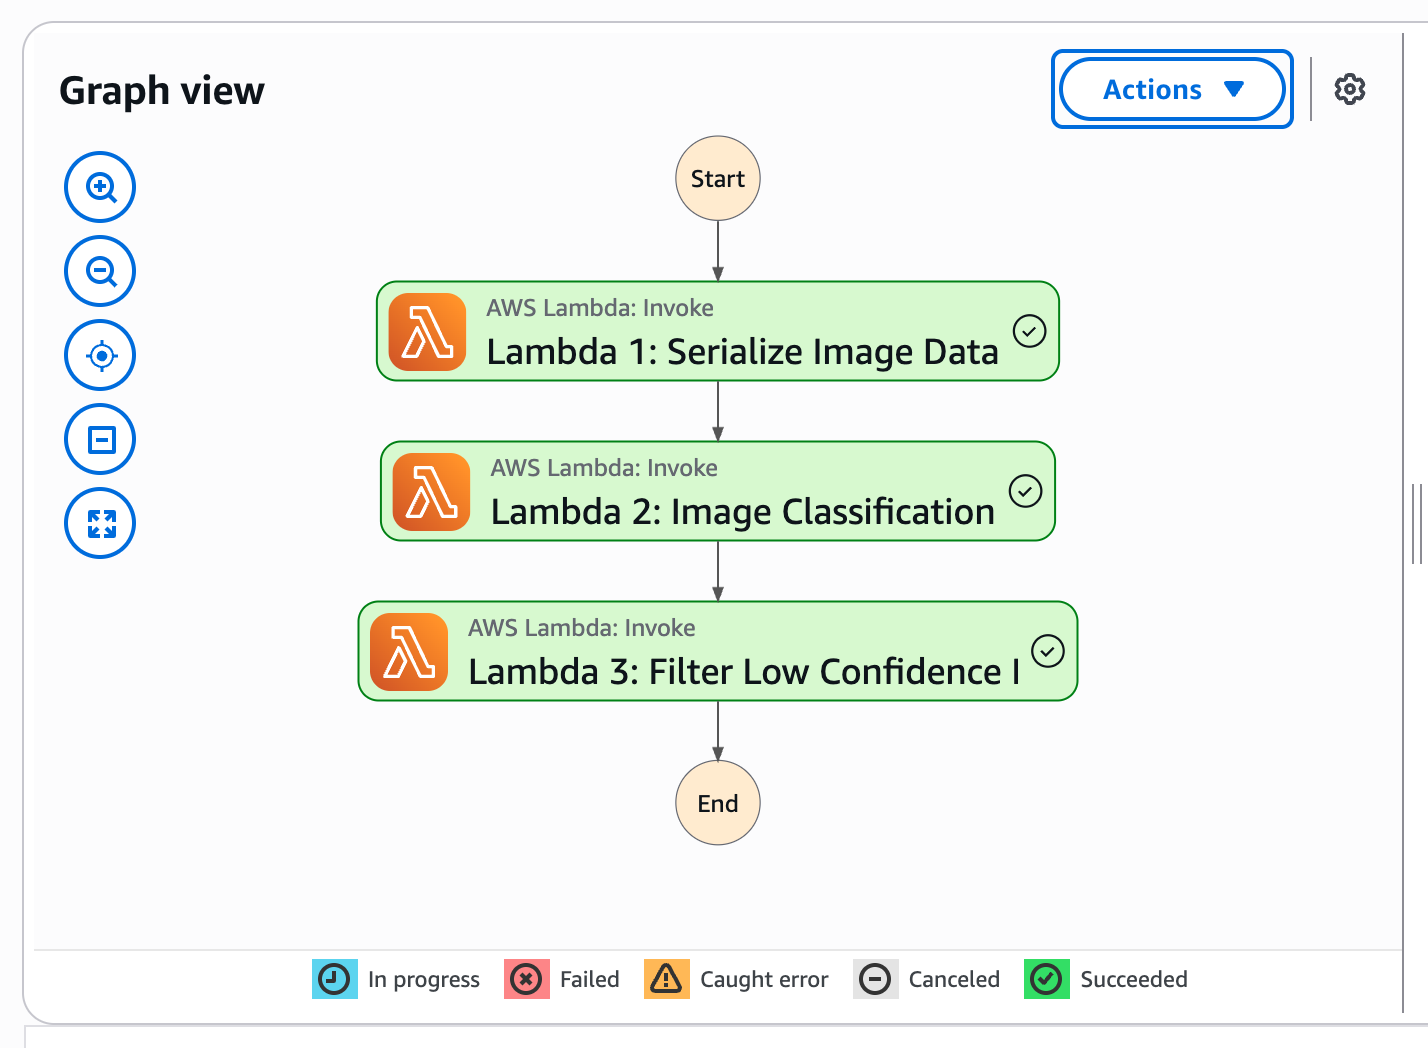 Graph view
Actions
Start
AWS Lambda: Invoke
Lambda 1: Serialize Image Data
AWS Lambda: Invoke
Lambda 2: Image Classification
AWS Lambda: Invoke
Lambda 3: Filter Low Confidence I
End
In progress
Failed
Caught error
Canceled
Succeeded